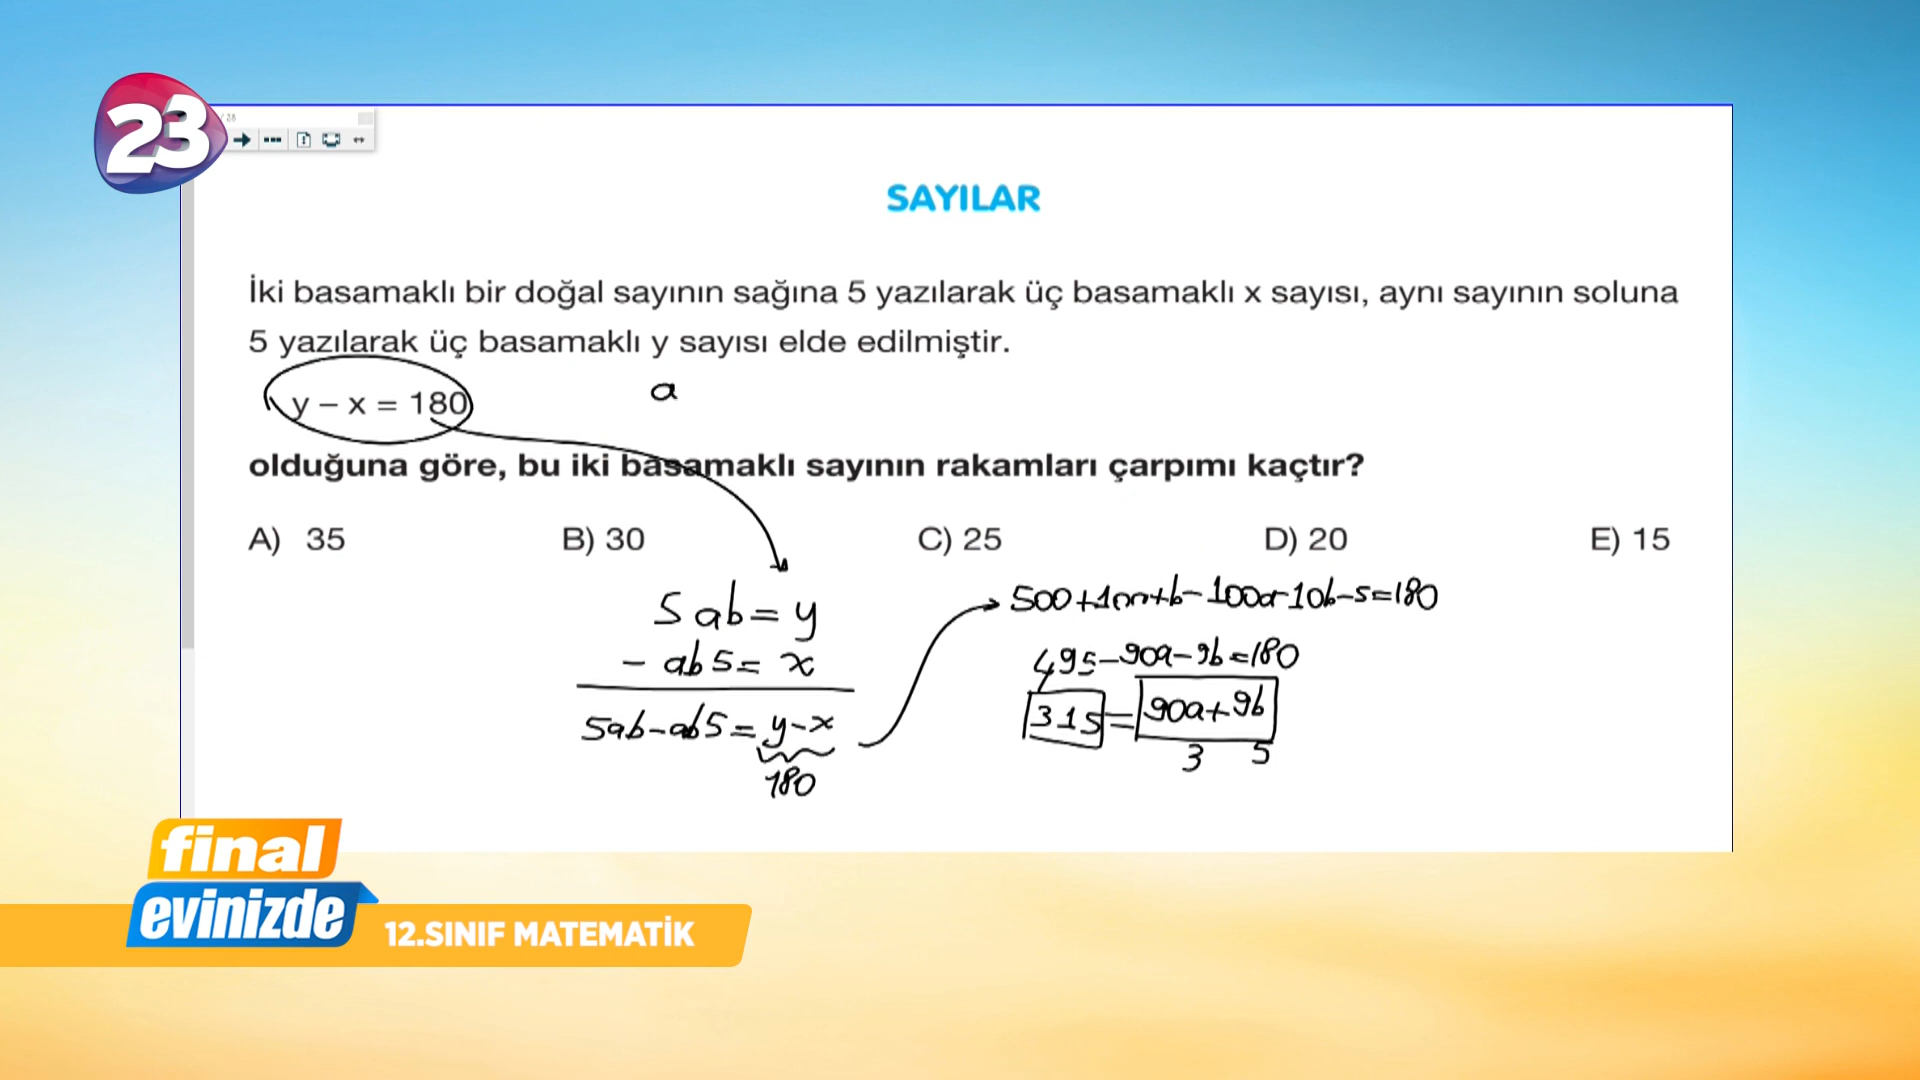 23
/ 28
SAYILAR
İki basamaklı bir doğal sayının sağına 5 yazılarak üç basamaklı x sayısı, aynı sayının soluna
5 yazılarak üç basamaklı y sayısı elde edilmiştir.
y – x = 180
a
olduğuna göre, bu iki basamaklı sayının rakamları çarpımı kaçtır?
A) 35 B) 30 C) 25 D) 20 E) 15
5ab = y
- ab5 = x
5ab-ab5 = y-x
180
500+10a+b-100a-10b-5=180
495-90a-9b=180
315 = 90a+9b
3 5
final
evinizde
12.SINIF MATEMATİK